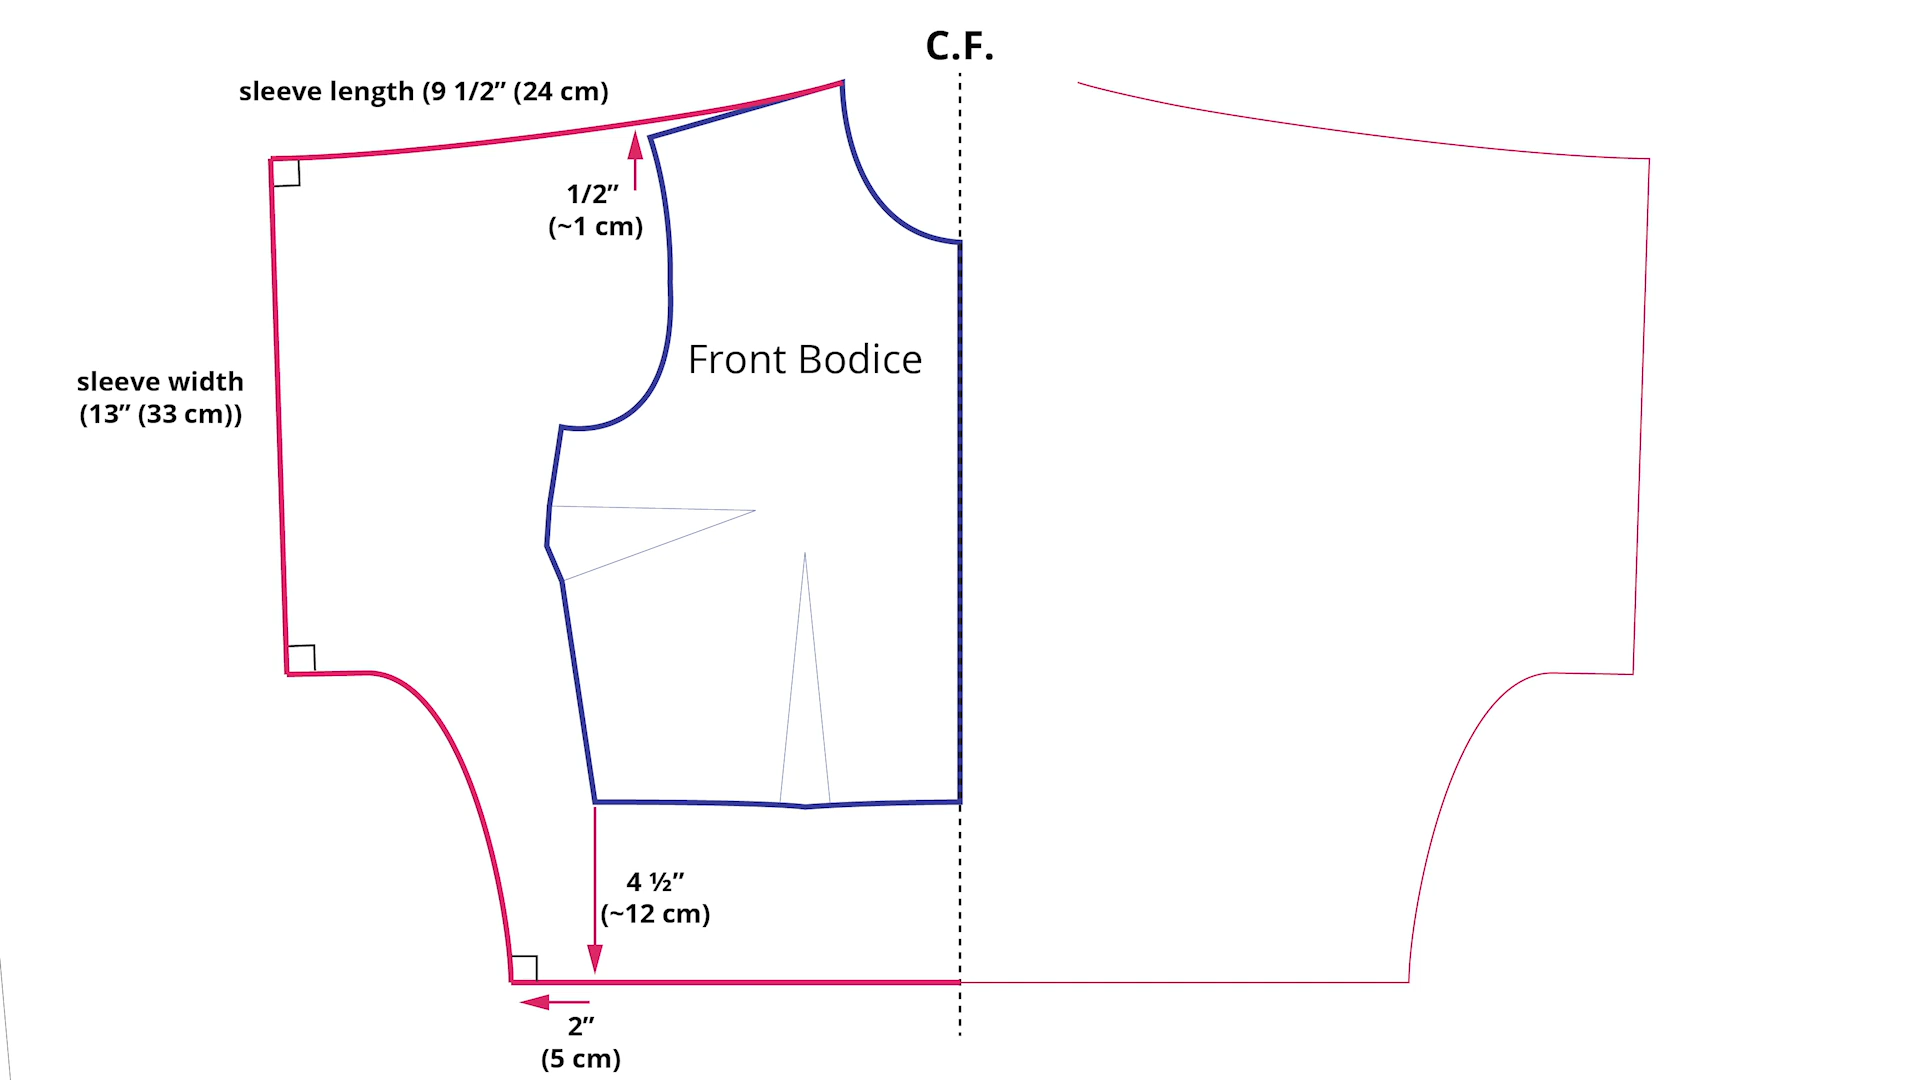 C.F.
sleeve length (9 1/2” (24 cm)
1/2”
(~1 cm)
Front Bodice
sleeve width
(13” (33 cm))
4 ½”
(~12 cm)
2”
(5 cm)